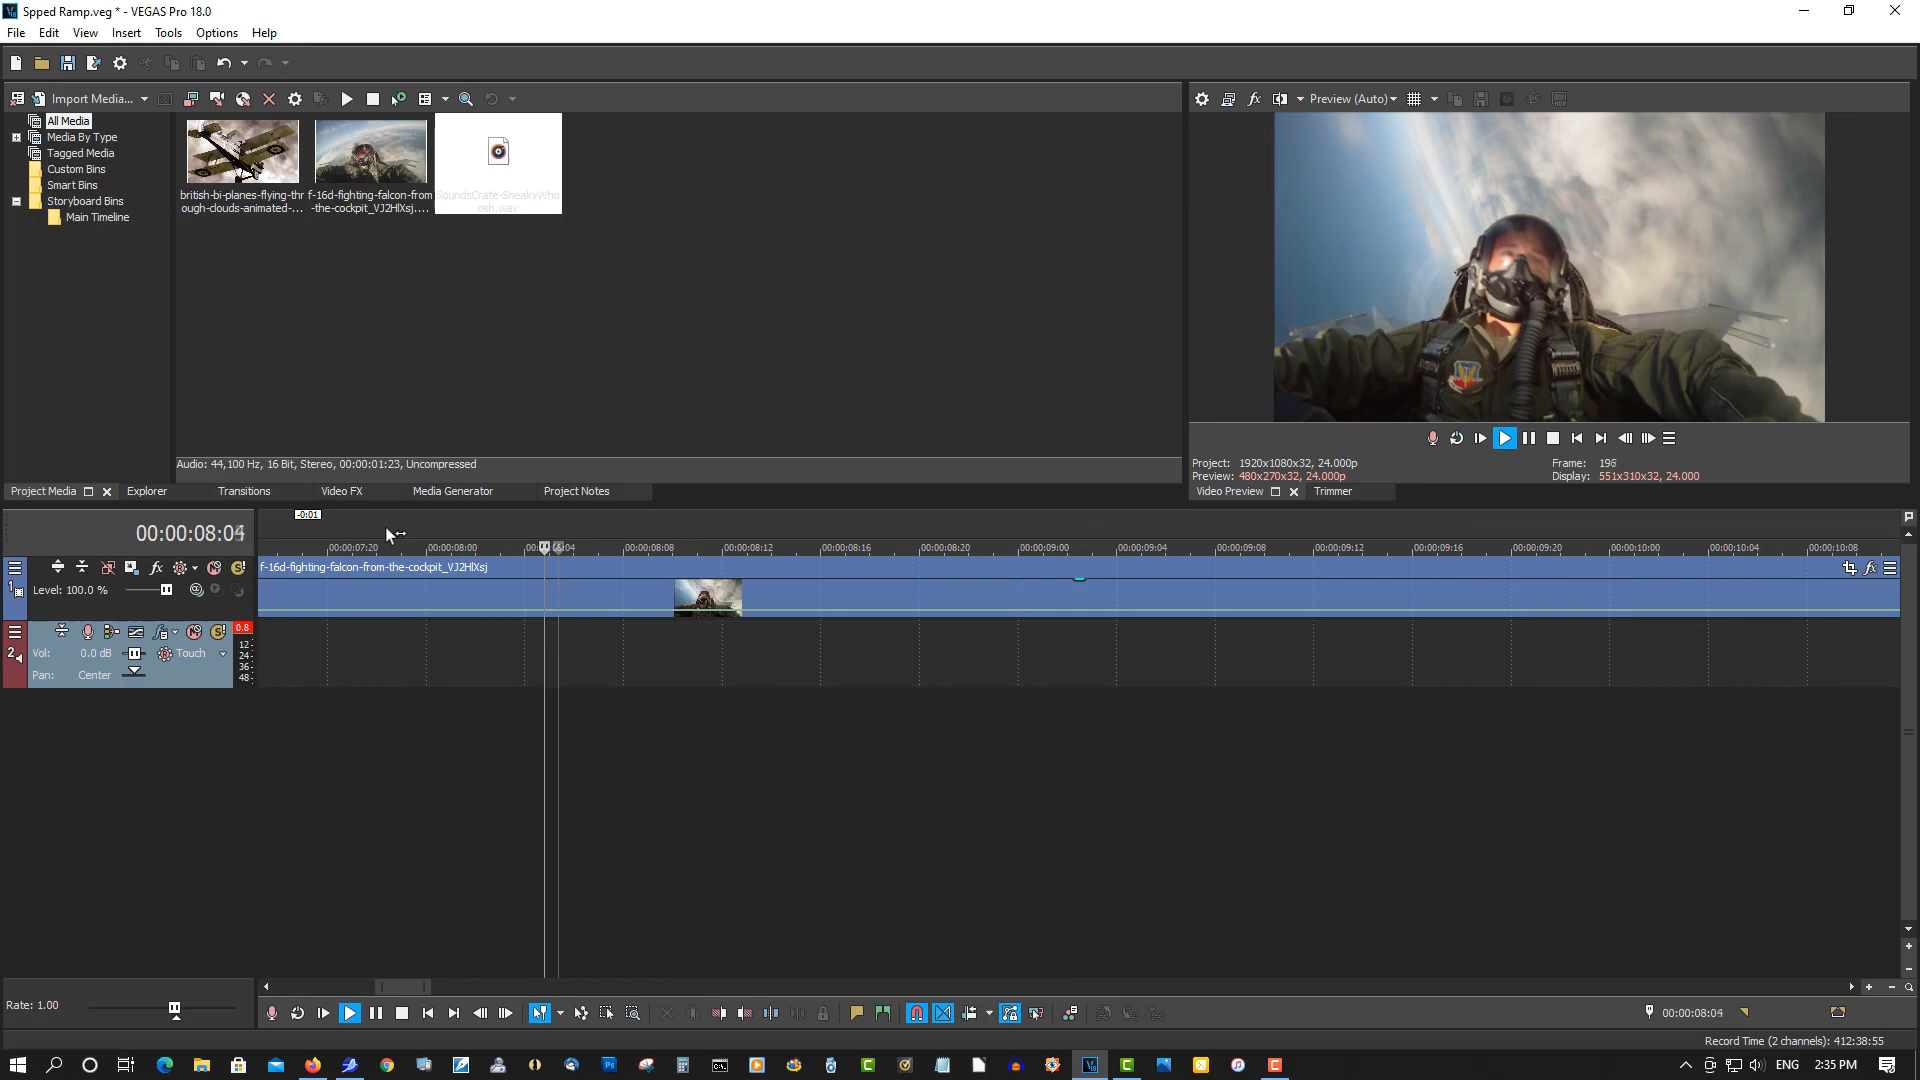 Spped Ramp.veg * - VEGAS Pro 18.0
File Edit View Insert Tools Options Help
Import Media...
Preview (Auto)
All Media
Media By Type
Tagged Media
Custom Bins
Smart Bins
Storyboard Bins
Main Timeline
british-bi-planes-flying-thr
ough-clouds-animated-...
f-16d-fighting-falcon-from
-the-cockpit_VJ2HlXsj....
SoundsCrate-SneakyWho
osh.wav
Audio: 44,100 Hz, 16 Bit, Stereo, 00:00:01:23, Uncompressed
Project: 1920x1080x32, 24.000p
Frame: 196
Preview: 480x270x32, 24.000p
Display: 551x310x32, 24.000
Project Media Explorer Transitions Video FX Media Generator Project Notes
Video Preview Trimmer
-0:01
00:00:08:04
00:00:07:20 00:00:08:00 00:00:08:08 00:00:08:12 00:00:08:16 00:00:08:20 00:00:09:00 00:00:09:04 00:00:09:08 00:00:09:12 00:00:09:16 00:00:09:20 00:00:10:00 00:00:10:04 00:00:10:08
f-16d-fighting-falcon-from-the-cockpit_VJ2HlXsj
1
Level: 100.0 %
0.8
2
Vol: 0.0 dB Touch
Pan: Center
12
24
36
48
Rate: 1.00
00:00:08:04
Record Time (2 channels): 412:38:55
ENG 2:35 PM